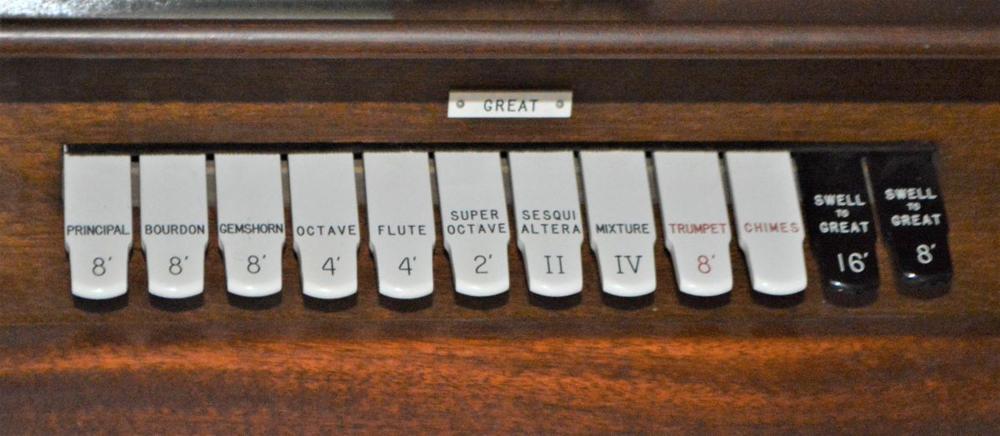 GREAT
PRINCIPAL
8'
BOURDON
8'
GEMSHORN
8'
OCTAVE
4'
FLUTE
4'
SUPER
OCTAVE
2'
SESQUI
ALTERA
II
MIXTURE
IV
TRUMPET
8'
CHIMES
SWELL
TO
GREAT
16'
SWELL
TO
GREAT
8'